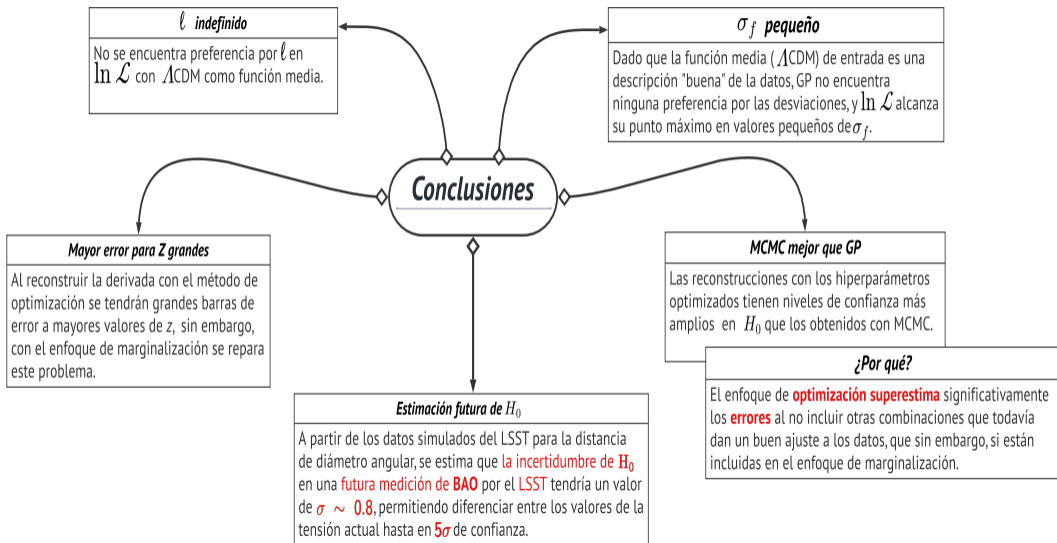 ℓ indefinido
No se encuentra preferencia por ℓ en
ln ℒ con ΛCDM como función media.
σ_f pequeño
Dado que la función media (ΛCDM) de entrada es una
descripción "buena" de la datos, GP no encuentra
ninguna preferencia por las desviaciones, y ln ℒ alcanza
su punto máximo en valores pequeños de σ_f.
Conclusiones
Mayor error para Z grandes
Al reconstruir la derivada con el método de
optimización se tendrán grandes barras de
error a mayores valores de z, sin embargo,
con el enfoque de marginalización se repara
este problema.
MCMC mejor que GP
Las reconstrucciones con los hiperparámetros
optimizados tienen niveles de confianza más
amplios en H₀ que los obtenidos con MCMC.
¿Por qué?
El enfoque de optimización superestima significativamente
los errores al no incluir otras combinaciones que todavía
dan un buen ajuste a los datos, que sin embargo, si están
incluidas en el enfoque de marginalización.
Estimación futura de H₀
A partir de los datos simulados del LSST para la distancia
de diámetro angular, se estima que la incertidumbre de H₀
en una futura medición de BAO por el LSST tendría un valor
de σ ∼ 0.8, permitiendo diferenciar entre los valores de la
tensión actual hasta en 5σ de confianza.